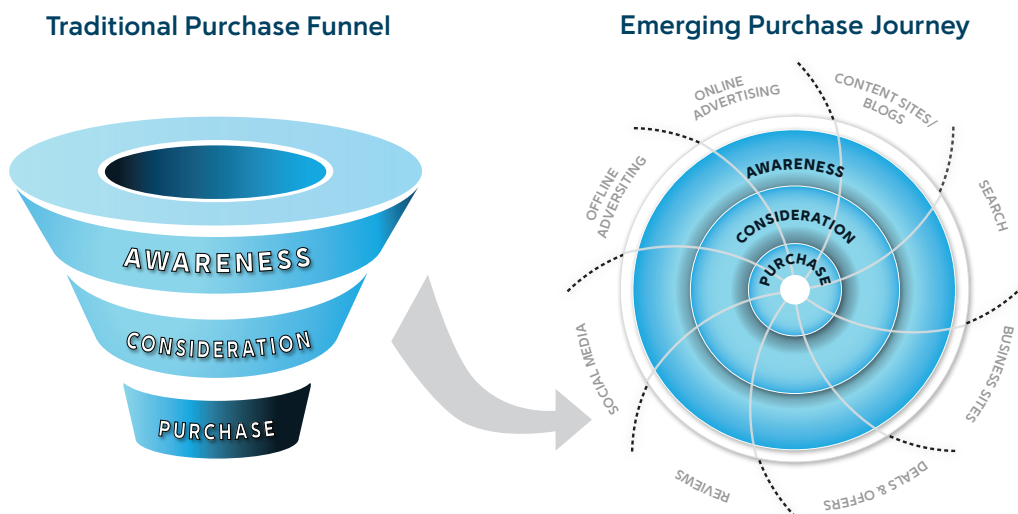 Traditional Purchase Funnel
AWARENESS
CONSIDERATION
PURCHASE
Emerging Purchase Journey
ONLINE
ADVERTISING
CONTENT SITES/
BLOGS
SEARCH
BUSINESS SITES
DEALS & OFFERS
REVIEWS
SOCIAL MEDIA
OFFLINE
ADVERSITING
AWARENESS
CONSIDERATION
PURCHASE